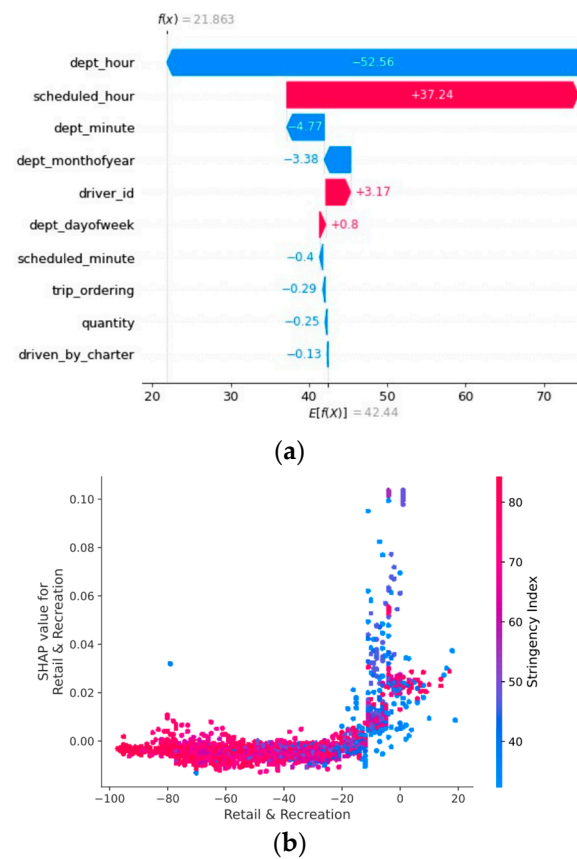 f(x) = 21.863
dept_hour −52.56
scheduled_hour +37.24
dept_minute −4.77
dept_monthofyear −3.38
driver_id +3.17
dept_dayofweek +0.8
scheduled_minute −0.4
trip_ordering −0.29
quantity −0.25
driven_by_charter −0.13
20 30 40 50 60 70
E[f(X)] = 42.44
(a)
SHAP value for
Retail & Recreation
0.10
0.08
0.06
0.04
0.02
0.00
−100 −80 −60 −40 −20 0 20
Retail & Recreation
80
70
60
50
40
Stringency Index
(b)